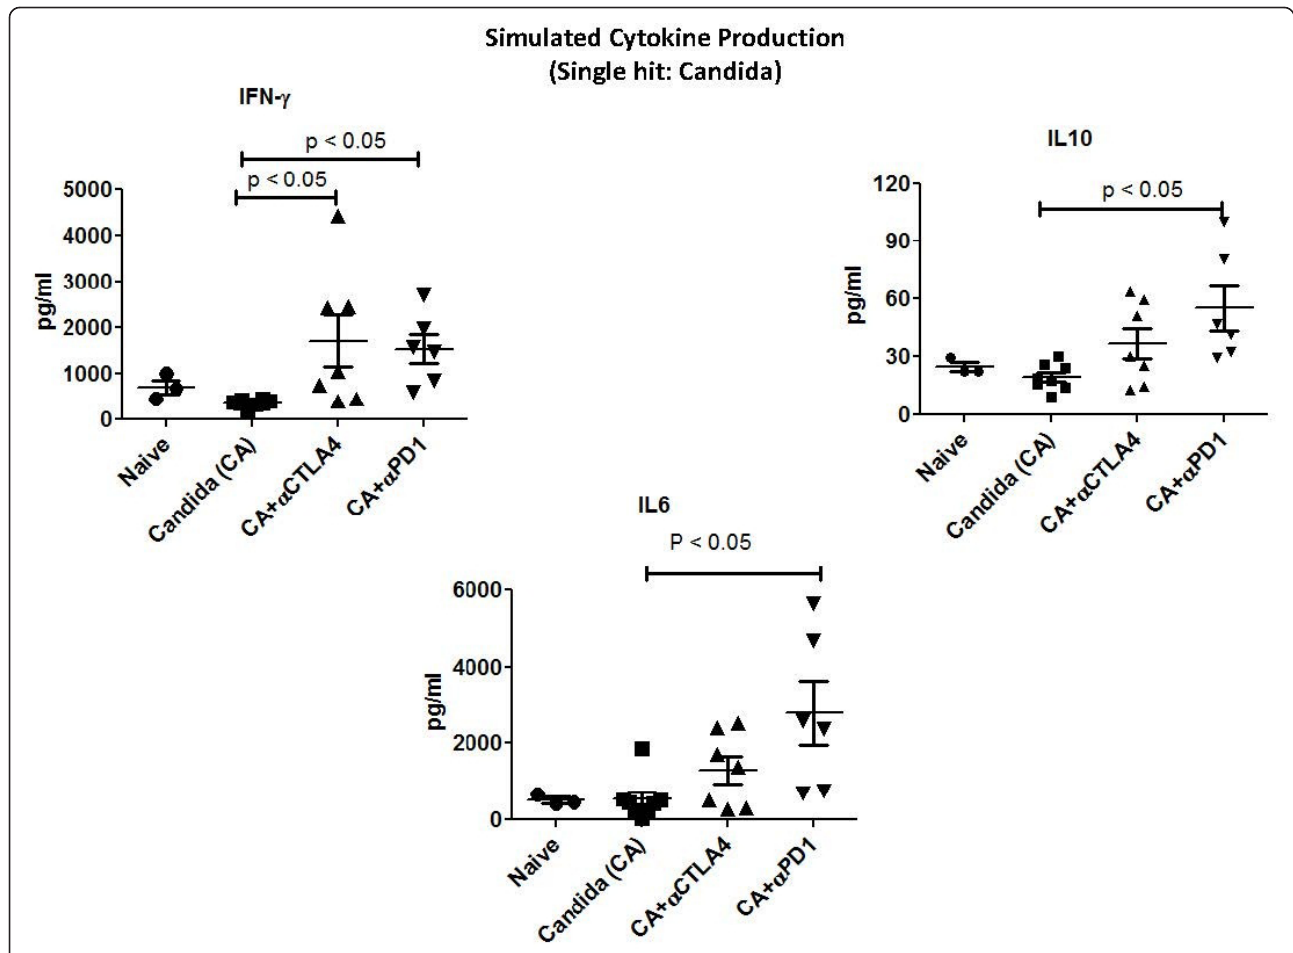 Simulated Cytokine Production
(Single hit: Candida)
IFN-γ
p < 0.05
p < 0.05
5000
4000
3000
2000
1000
0
pg/ml
Naive
Candida (CA)
CA+αCTLA4
CA+αPD1
IL10
p < 0.05
120
90
60
30
0
pg/ml
Naive
Candida (CA)
CA+αCTLA4
CA+αPD1
IL6
P < 0.05
6000
4000
2000
0
pg/ml
Naive
Candida (CA)
CA+αCTLA4
CA+αPD1